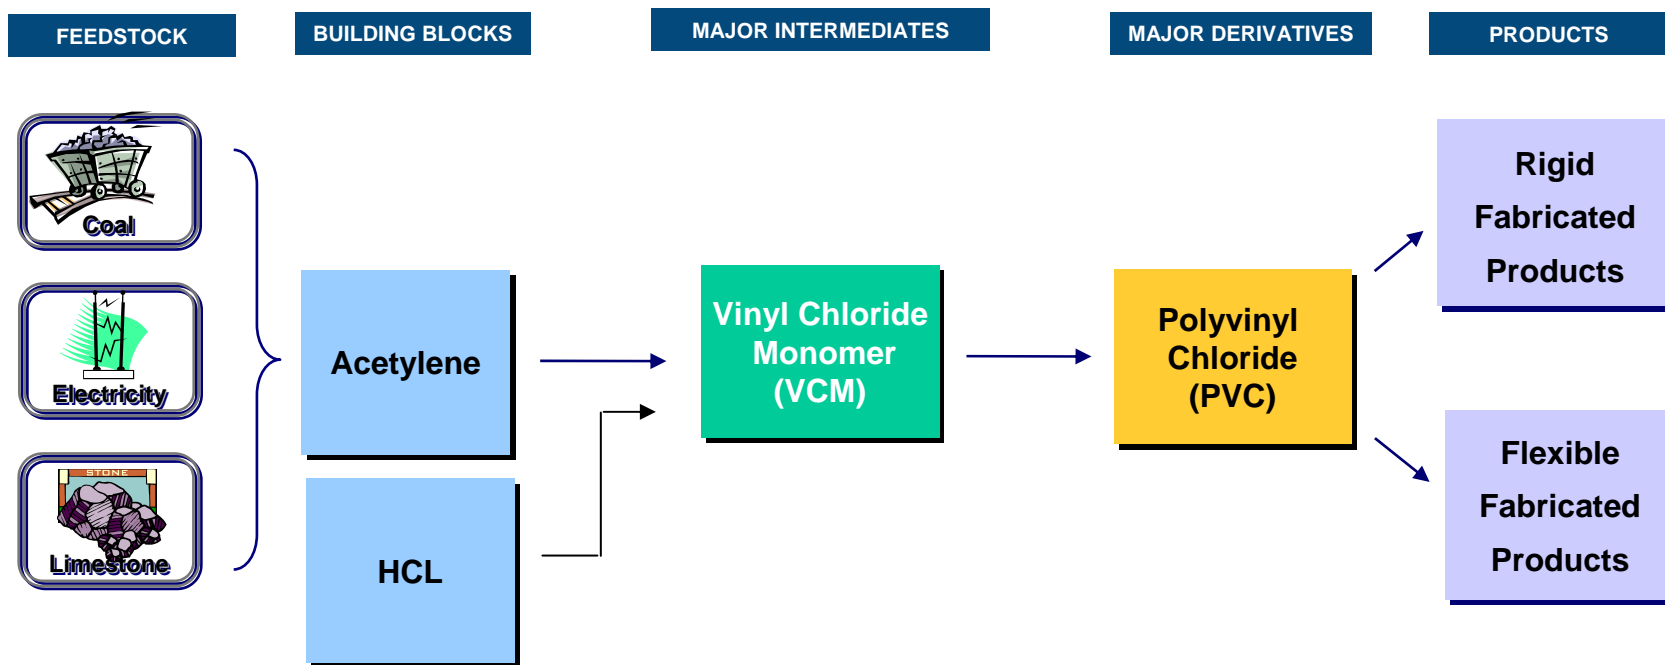 FEEDSTOCK
BUILDING BLOCKS
MAJOR INTERMEDIATES
MAJOR DERIVATIVES
PRODUCTS
Coal
Electricity
STONE
Limestone
Acetylene
HCL
Vinyl Chloride
Monomer
(VCM)
Polyvinyl
Chloride
(PVC)
Rigid
Fabricated
Products
Flexible
Fabricated
Products